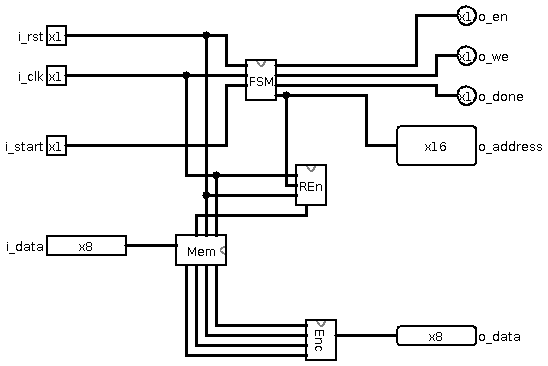 i_rst x1 x1 o_en
i_clk x1 FSM x1 o_we
x1 o_done
i_start x1 x16 o_address
REn
i_data x8 Mem
Enc x8 o_data